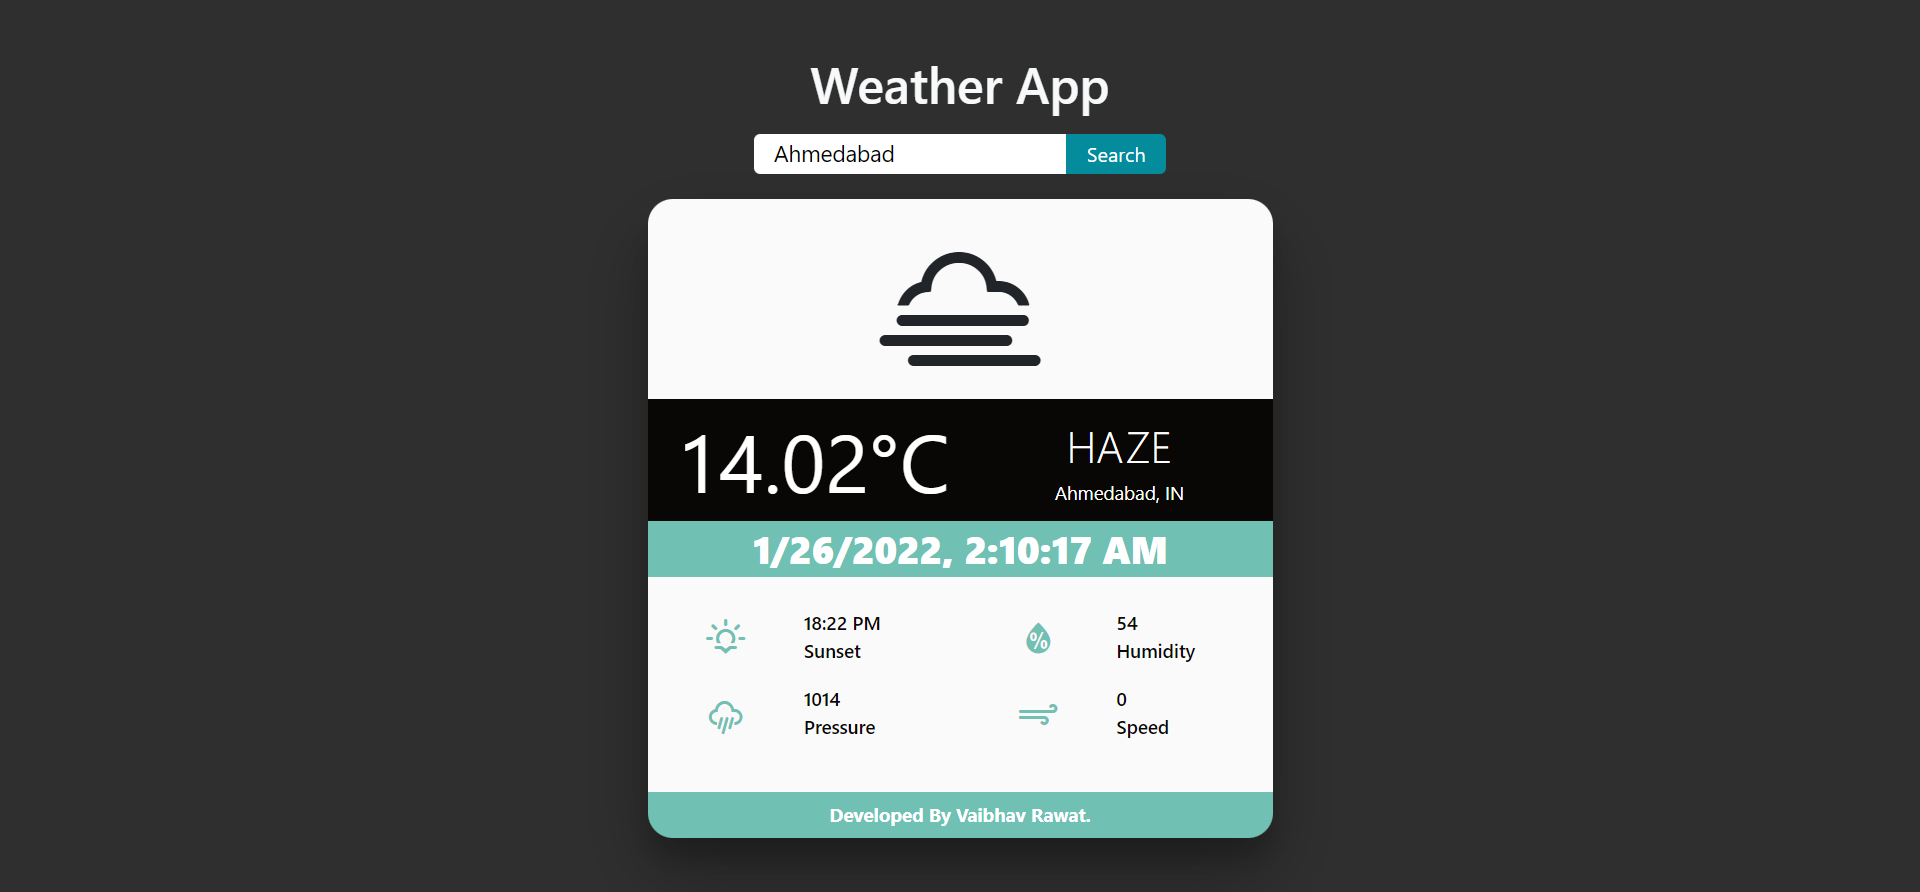 Weather App
Ahmedabad
Search
14.02°C
HAZE
Ahmedabad, IN
1/26/2022, 2:10:17 AM
18:22 PM
Sunset
%
54
Humidity
1014
Pressure
0
Speed
Developed By Vaibhav Rawat.